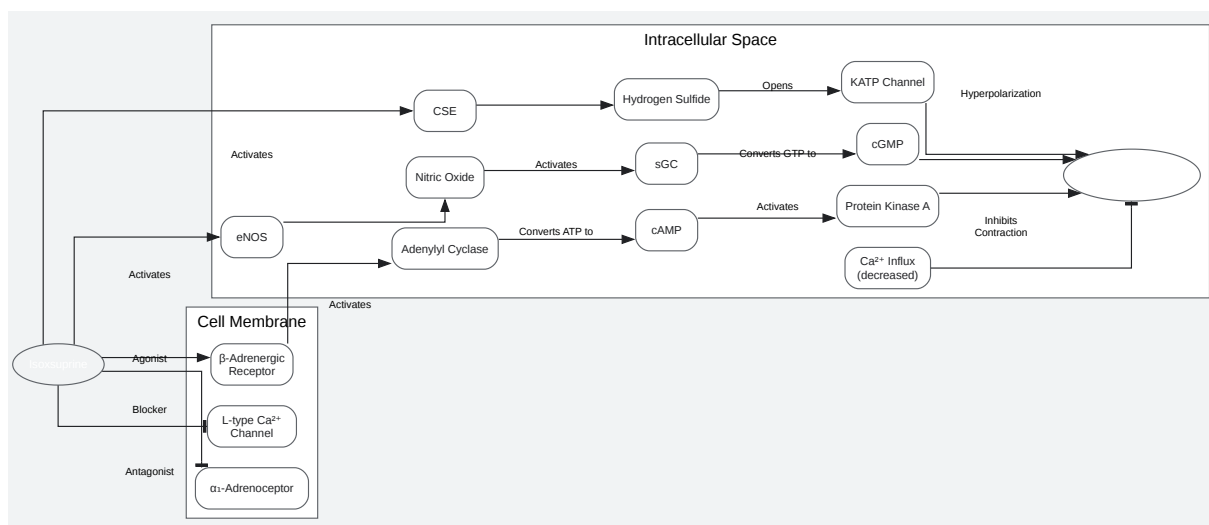 Intracellular Space
KATP Channel
Hyperpolarization
Opens
Hydrogen Sulfide
CSE
cGMP
Converts GTP to
Activates
sGC
Activates
Nitric Oxide
Protein Kinase A
Activates
Inhibits
Contraction
cAMP
Converts ATP to
eNOS
Adenylyl Cyclase
Ca²⁺ Influx
(decreased)
Activates
Activates
Cell Membrane
Isoxsuprine
Agonist
β-Adrenergic
Receptor
Blocker
L-type Ca²⁺
Channel
Antagonist
α₁-Adrenoceptor